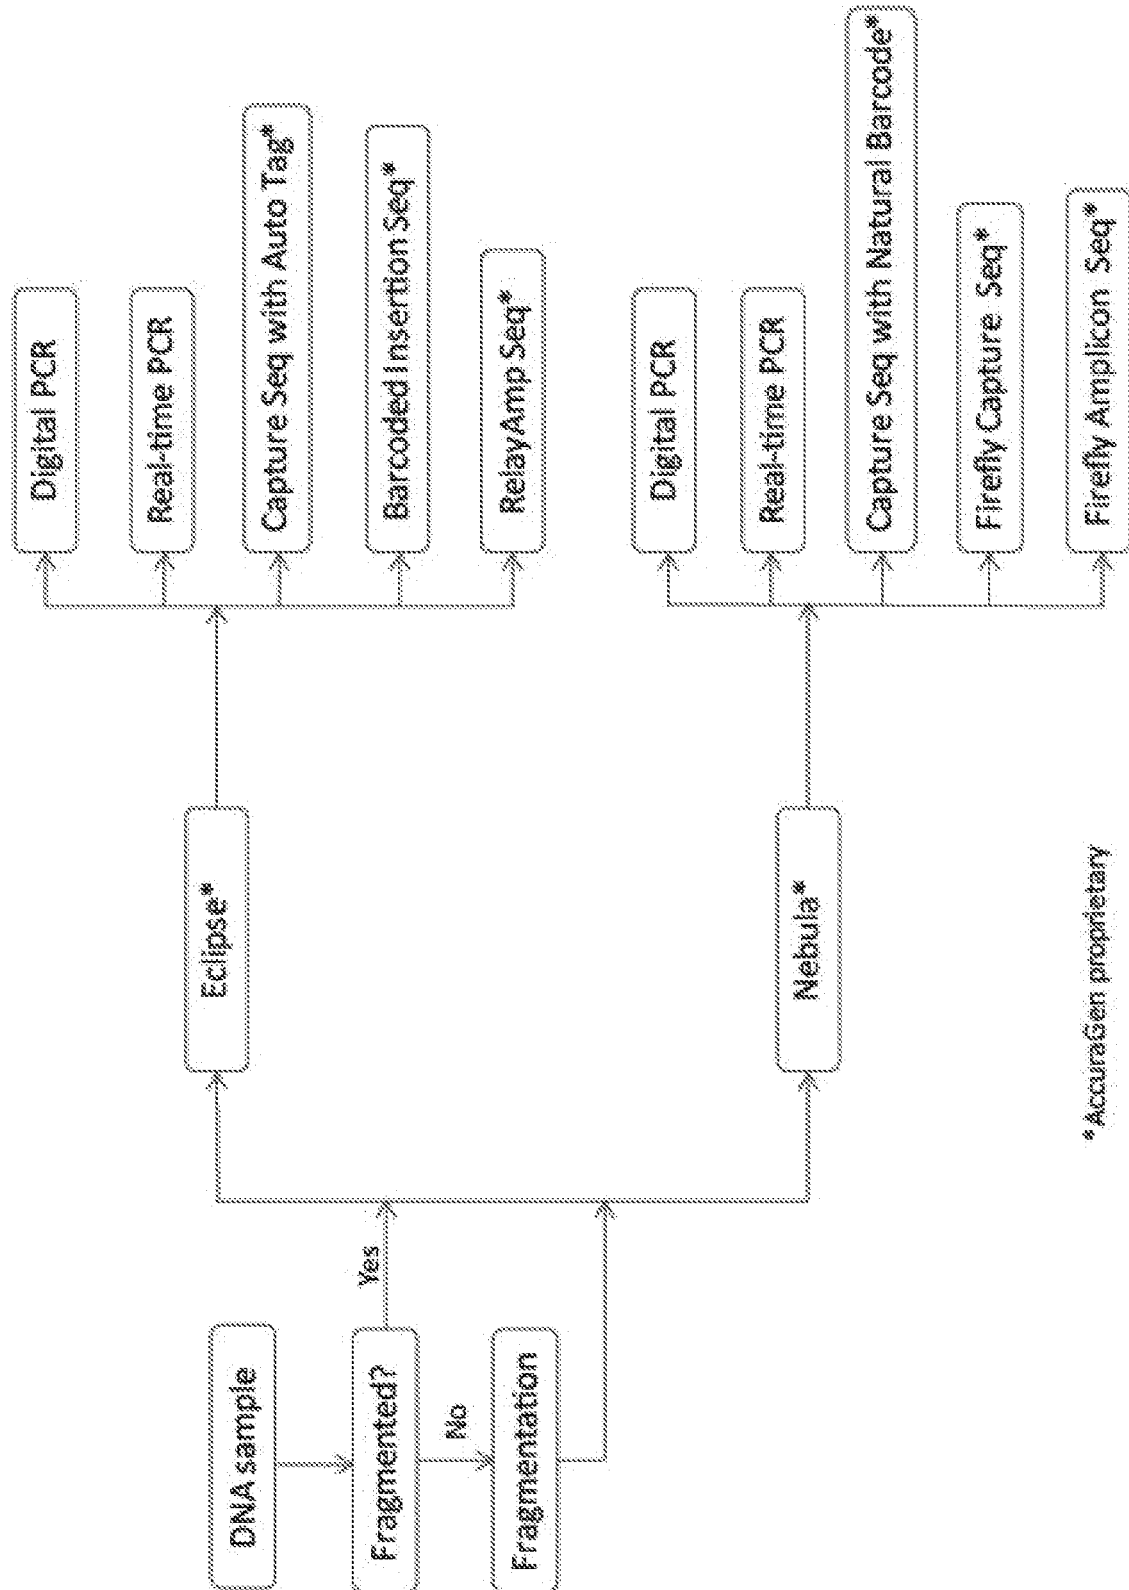 DNA sample
Fragmented?
Yes
No
Fragmentation
Eclipse*
Nebula*
Digital PCR
Real-time PCR
Capture Seq with Auto Tag*
Barcoded Insertion Seq*
RelayAmp Seq*
Digital PCR
Real-time PCR
Capture Seq with Natural Barcode*
Firefly Capture Seq*
Firefly Amplicon Seq*
*AccuraGen proprietary